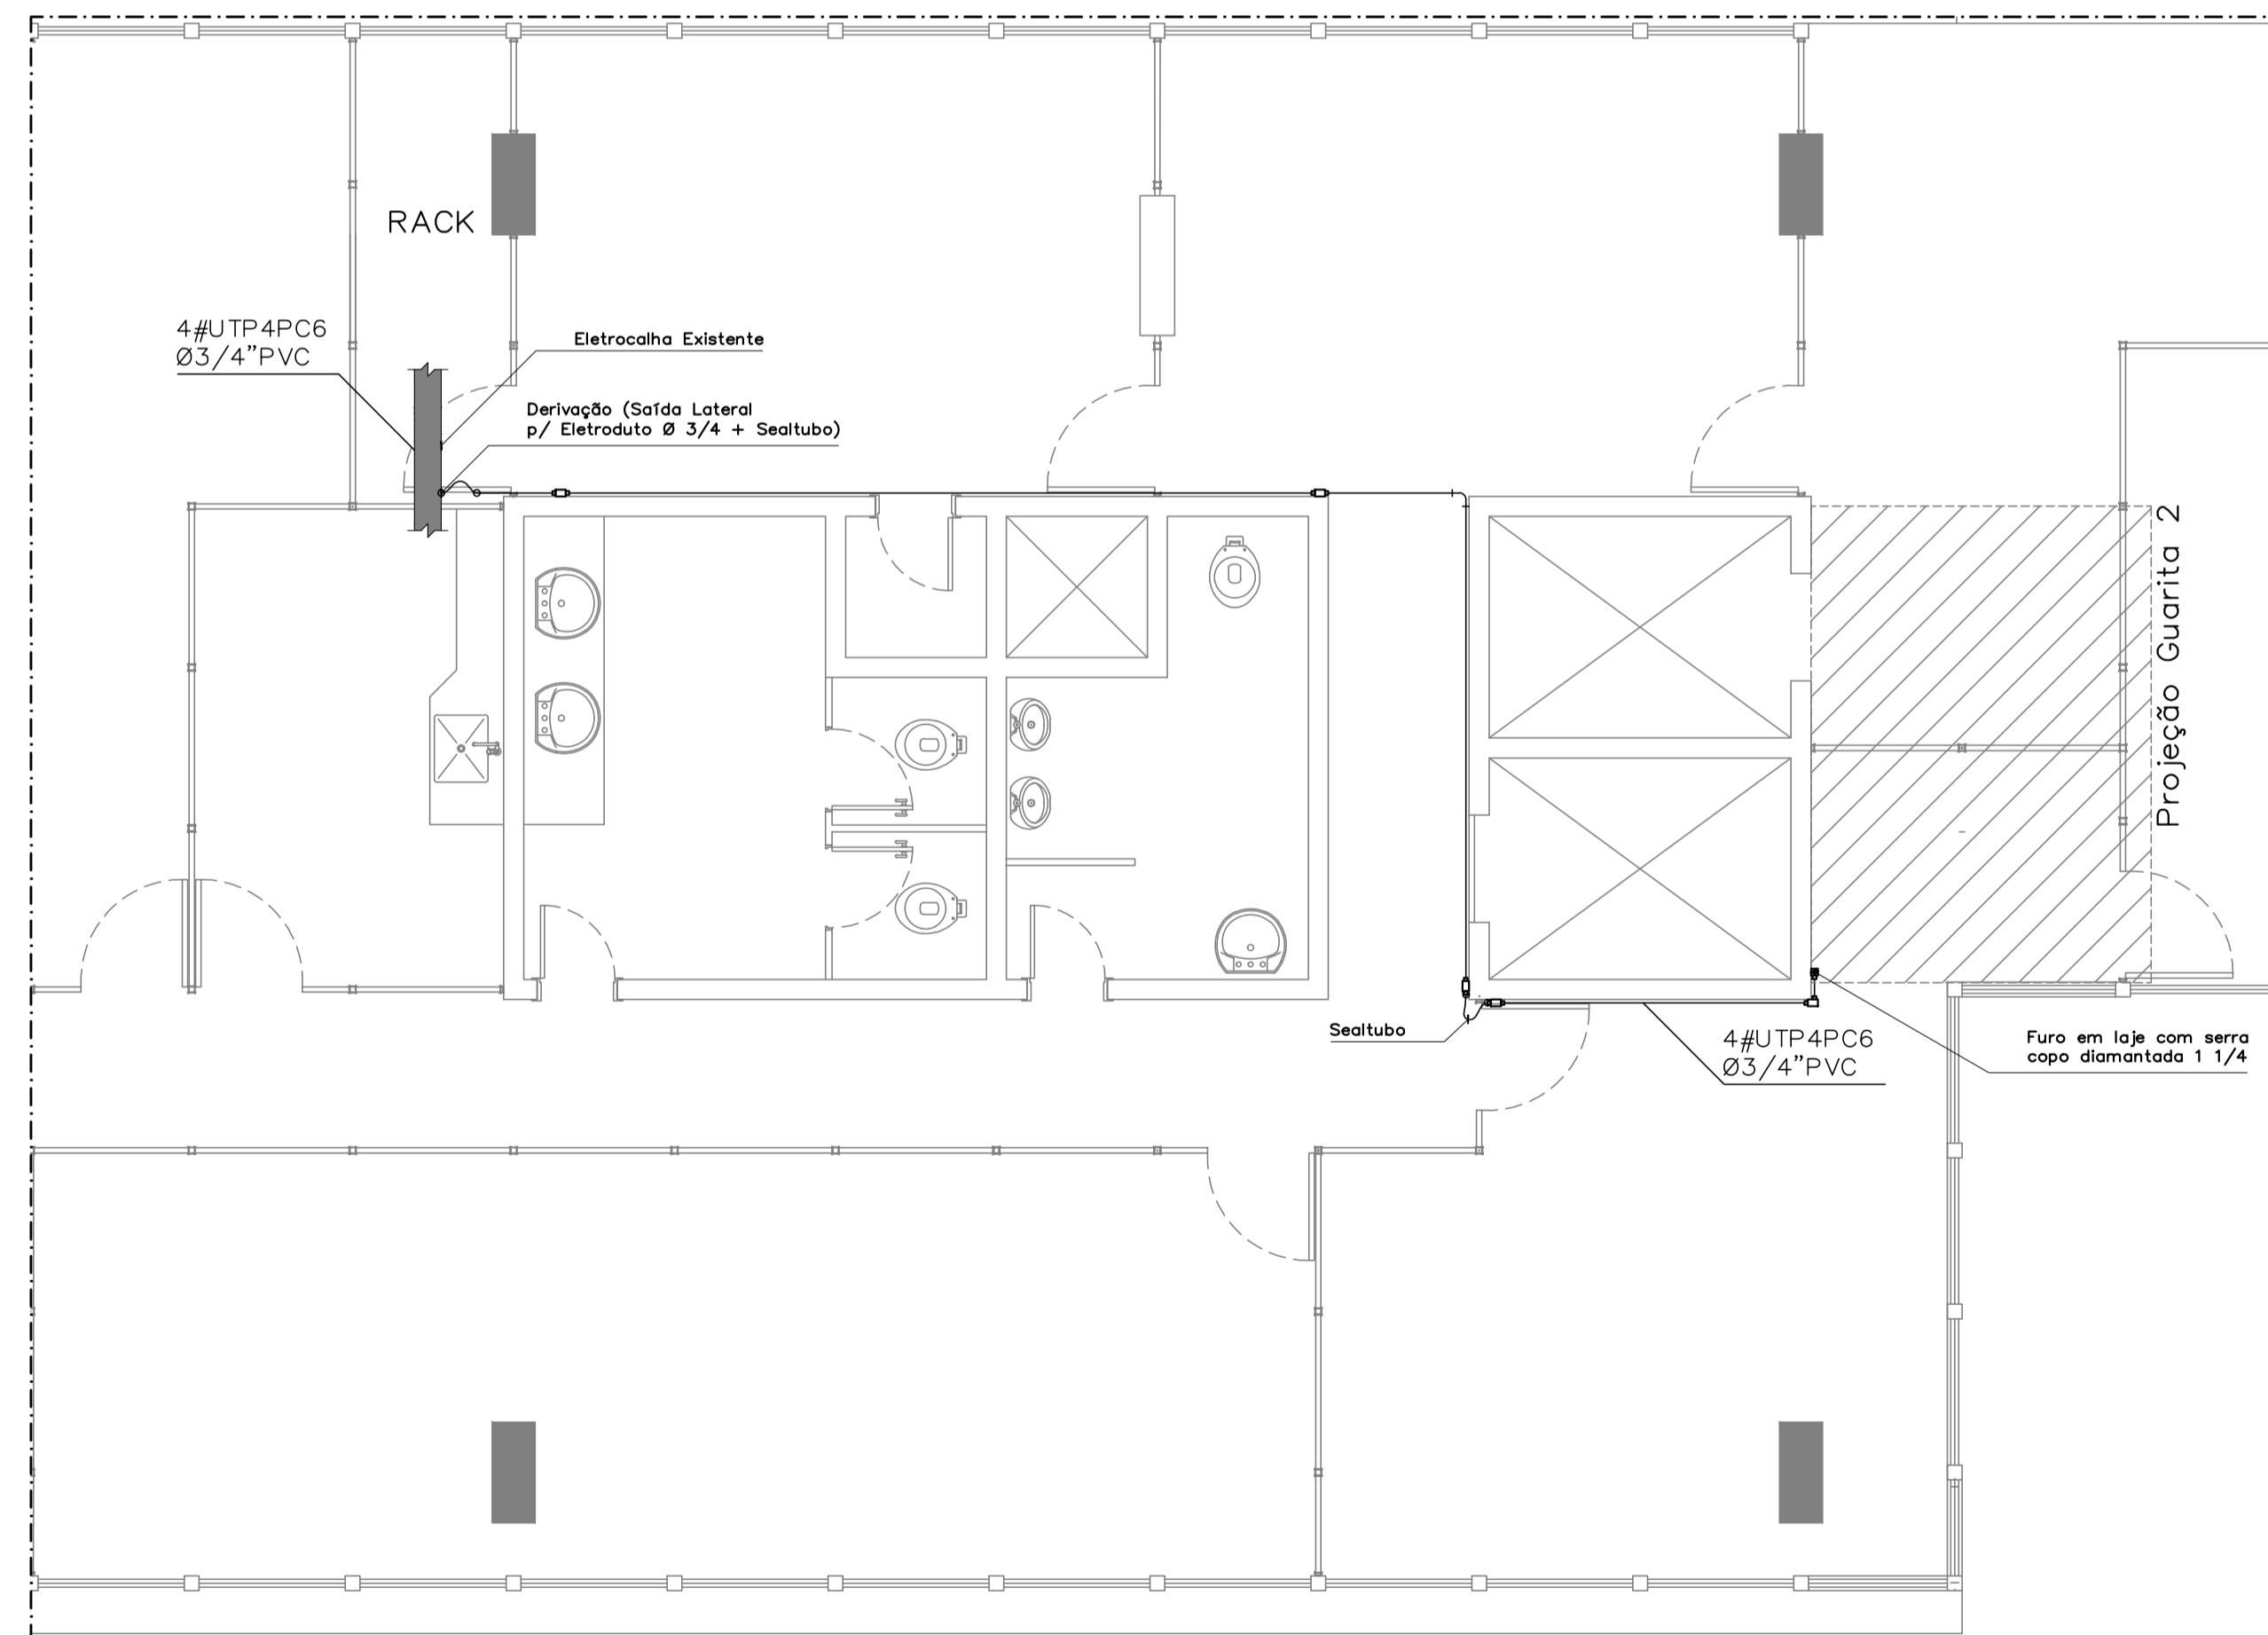 RACK
4#UTP4PC6
Ø3/4”PVC
Eletrocalha Existente
Derivação (Saída Lateral
p/ Eletroduto Ø 3/4 + Sealtubo)
Projeção Guarita 2
Sealtubo
4#UTP4PC6
Ø3/4”PVC
Furo em laje com serra
copo diamantada 1 1/4